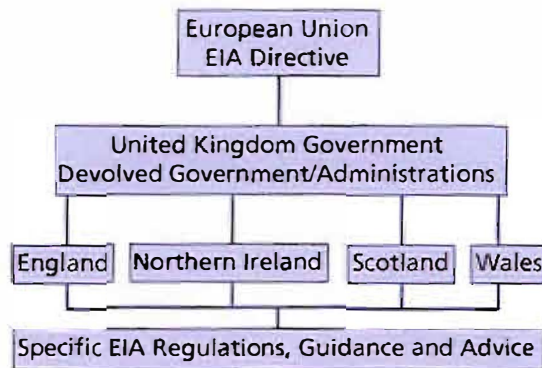 European Union
EIA Directive
United Kingdom Government
Devolved Government/Administrations
England
Northern Ireland
Scotland
Wales
Specific EIA Regulations, Guidance and Advice